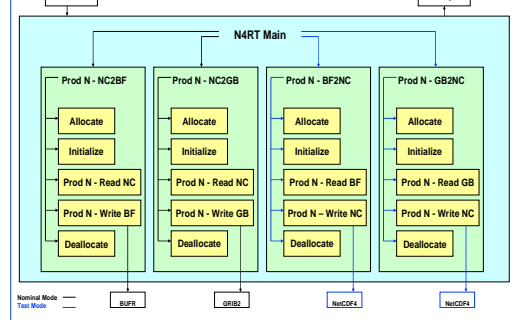 N4RT Main
Prod N - NC2BF
Prod N - NC2GB
Prod N - BF2NC
Prod N - GB2NC
Allocate
Allocate
Allocate
Allocate
Initialize
Initialize
Initialize
Initialize
Prod N - Read NC
Prod N - Read NC
Prod N - Read BF
Prod N - Read GB
Prod N - Write BF
Prod N - Write GB
Prod N – Write NC
Prod N - Write NC
Deallocate
Deallocate
Deallocate
Deallocate
Nominal Mode
Test Mode
BUFR
GRIB2
NetCDF4
NetCDF4